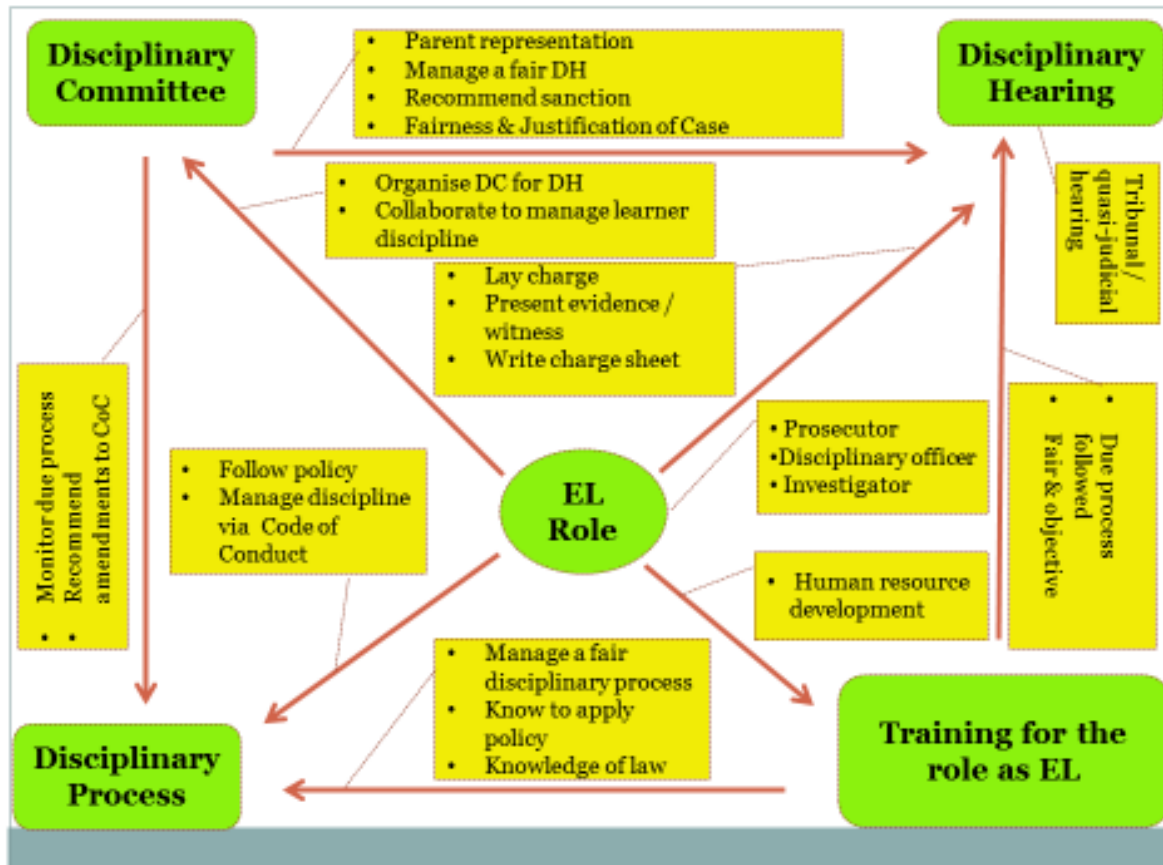 Disciplinary
Committee
• Parent representation
• Manage a fair DH
• Recommend sanction
• Fairness & Justification of Case
Disciplinary
Hearing
• Organise DC for DH
• Collaborate to manage learner
discipline
Tribunal /
quasi-judicial
hearing
• Lay charge
• Present evidence /
witness
• Write charge sheet
• Monitor due process
• Recommend
amendments to CoC
• Follow policy
• Manage discipline
via Code of
Conduct
EL
Role
• Prosecutor
•Disciplinary officer
• Investigator
• Due process
followed
• Fair & objective
• Human resource
development
• Manage a fair
disciplinary process
• Know to apply
policy
• Knowledge of law
Disciplinary
Process
Training for the
role as EL